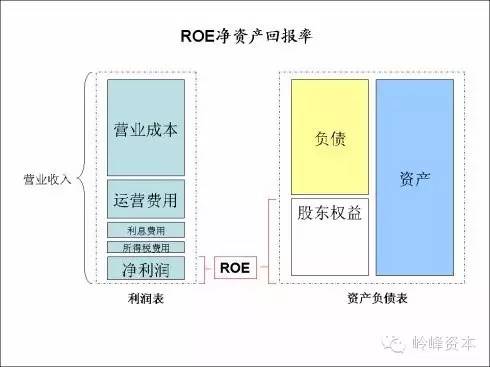 ROE净资产回报率
营业收入
营业成本
运营费用
利息费用
所得税费用
净利润
ROE
负债
股东权益
资产
利润表
资产负债表
岭峰资本